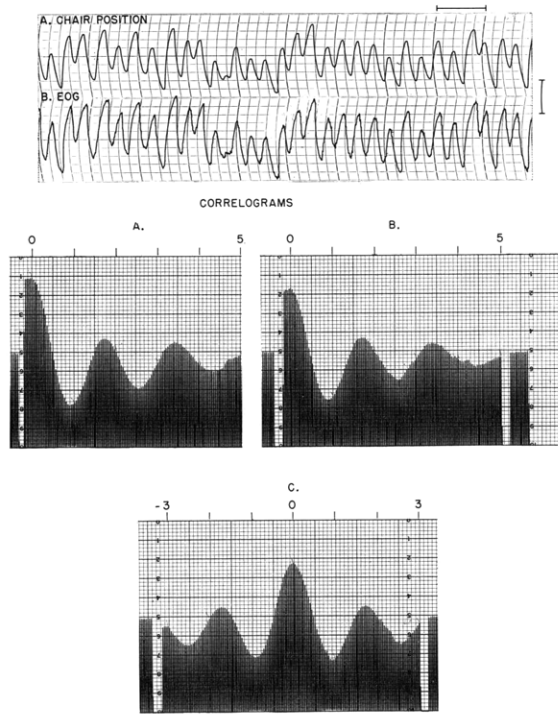 A. CHAIR POSITION
B. EOG
CORRELOGRAMS
A.
0 5
B.
0 5
C.
-3 0 3